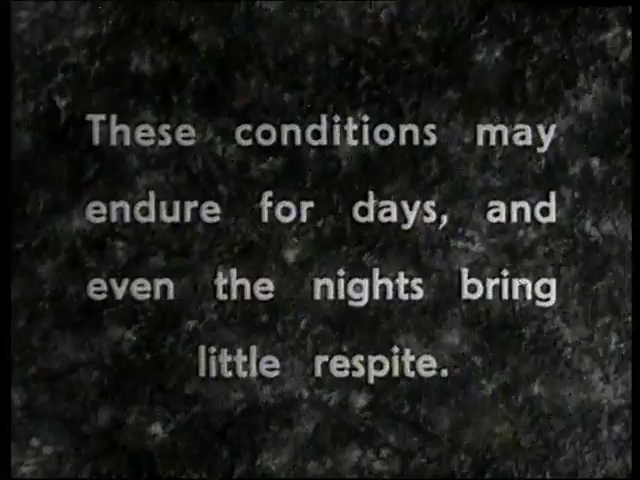 These conditions may
endure for days, and
even the nights bring
little respite.